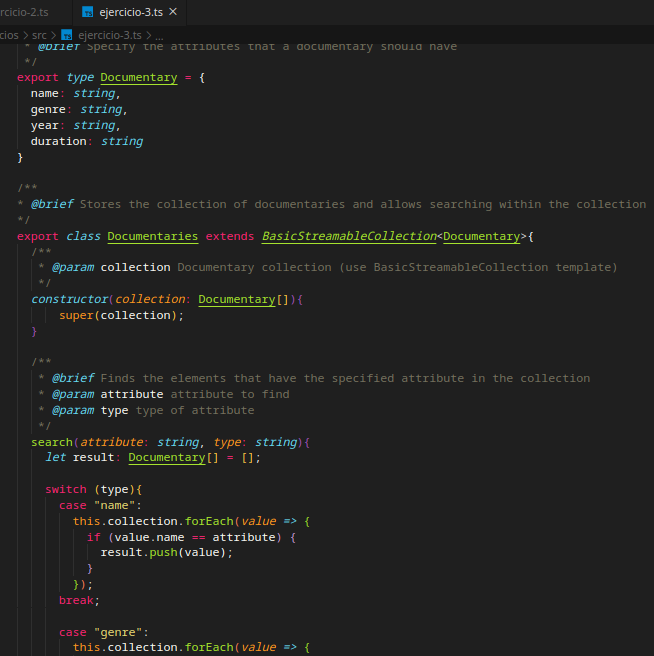 rcicio-2.ts
TS ejercicio-3.ts ×
cios > src > TS ejercicio-3.ts > ...
* @brief Specify the attributes that a documentary should have
*/
export type Documentary = {
name: string,
genre: string,
year: string,
duration: string
}
/**
* @brief Stores the collection of documentaries and allows searching within the collection
*/
export class Documentaries extends BasicStreamableCollection<Documentary>{
/**
* @param collection Documentary collection (use BasicStreamableCollection template)
*/
constructor(collection: Documentary[]){
super(collection);
}
/**
* @brief Finds the elements that have the specified attribute in the collection
* @param attribute attribute to find
* @param type type of attribute
*/
search(attribute: string, type: string){
let result: Documentary[] = [];
switch (type){
case "name":
this.collection.forEach(value => {
if (value.name == attribute) {
result.push(value);
}
});
break;
case "genre":
this.collection.forEach(value => {